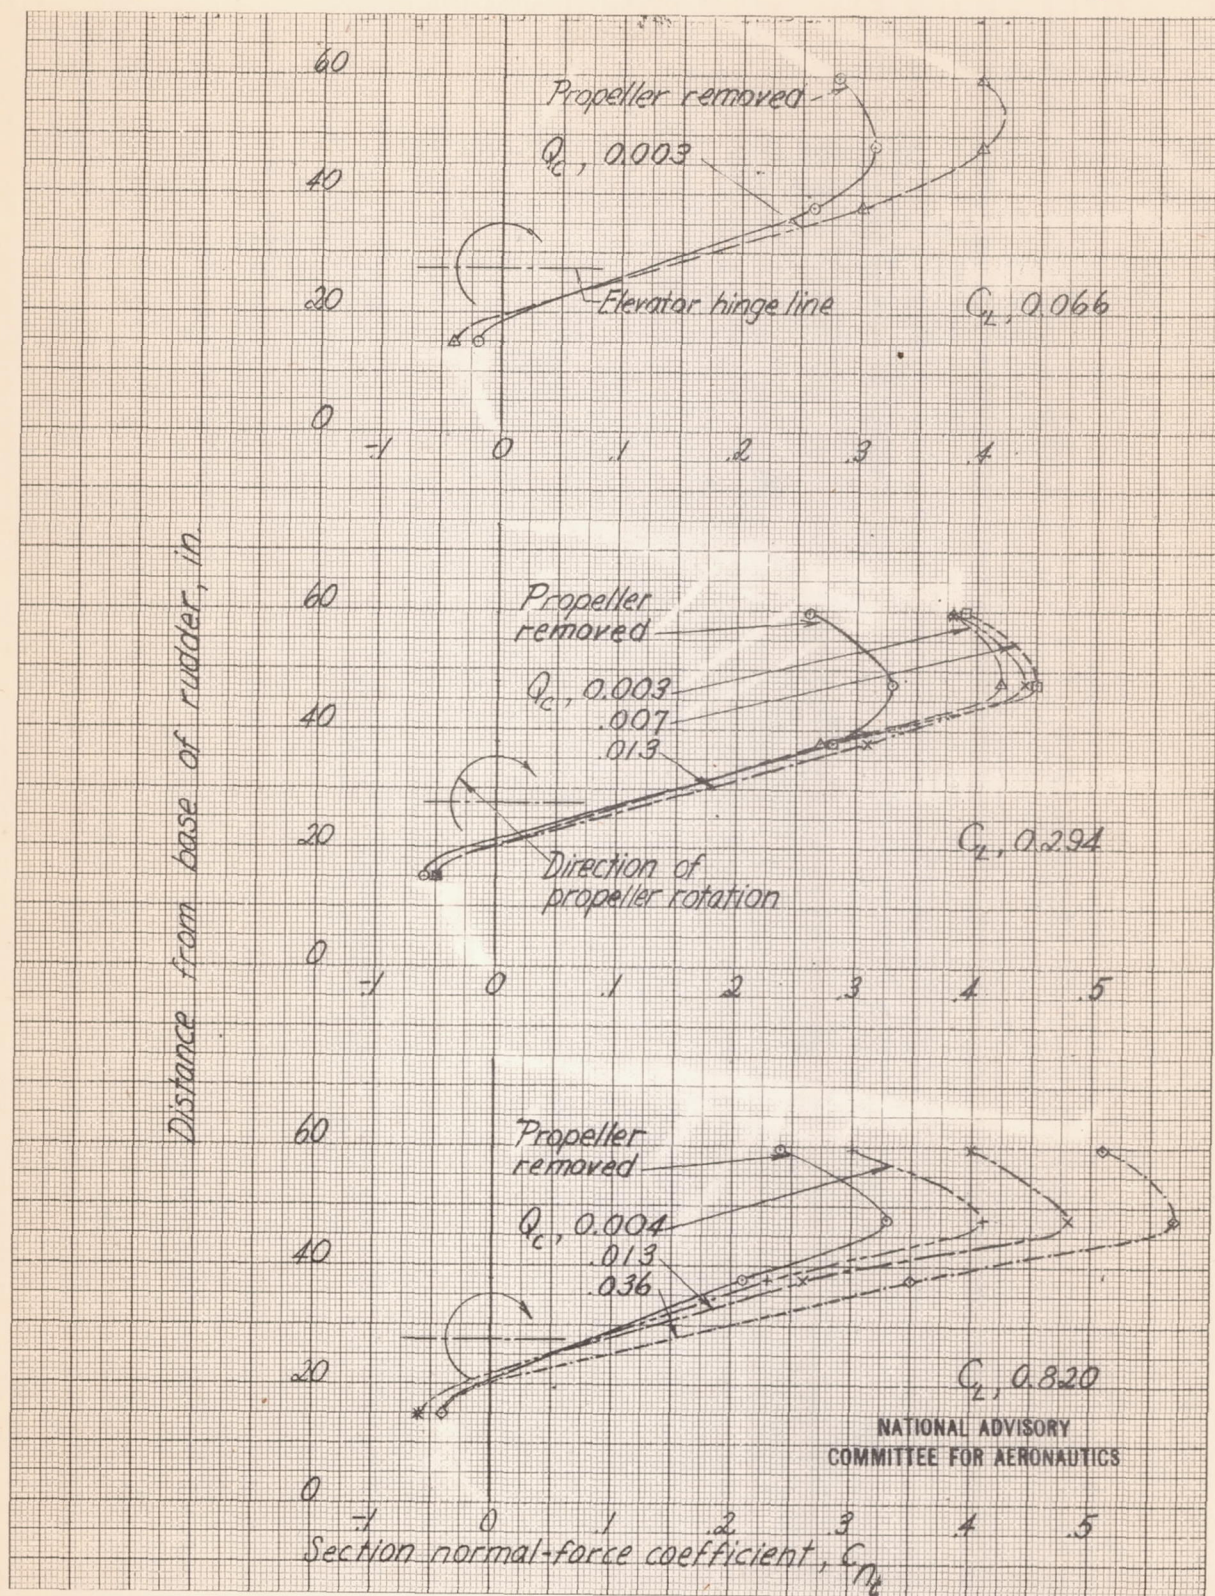 60
Propeller removed
Qc, 0.003
40
20
Elevator hinge line
CL, 0.066
0
-.1 0 .1 .2 .3 .4
Distance from base of rudder, in.
60
Propeller
removed
Qc, 0.003
.007
40
.013
20
CL, 0.294
Direction of
propeller rotation
0
-.1 0 .1 .2 .3 .4 .5
60
Propeller
removed
Qc, 0.004
40
.013
.036
20
CL, 0.820
NATIONAL ADVISORY
COMMITTEE FOR AERONAUTICS
0
-.1 0 .1 .2 .3 .4 .5
Section normal-force coefficient, Cnt